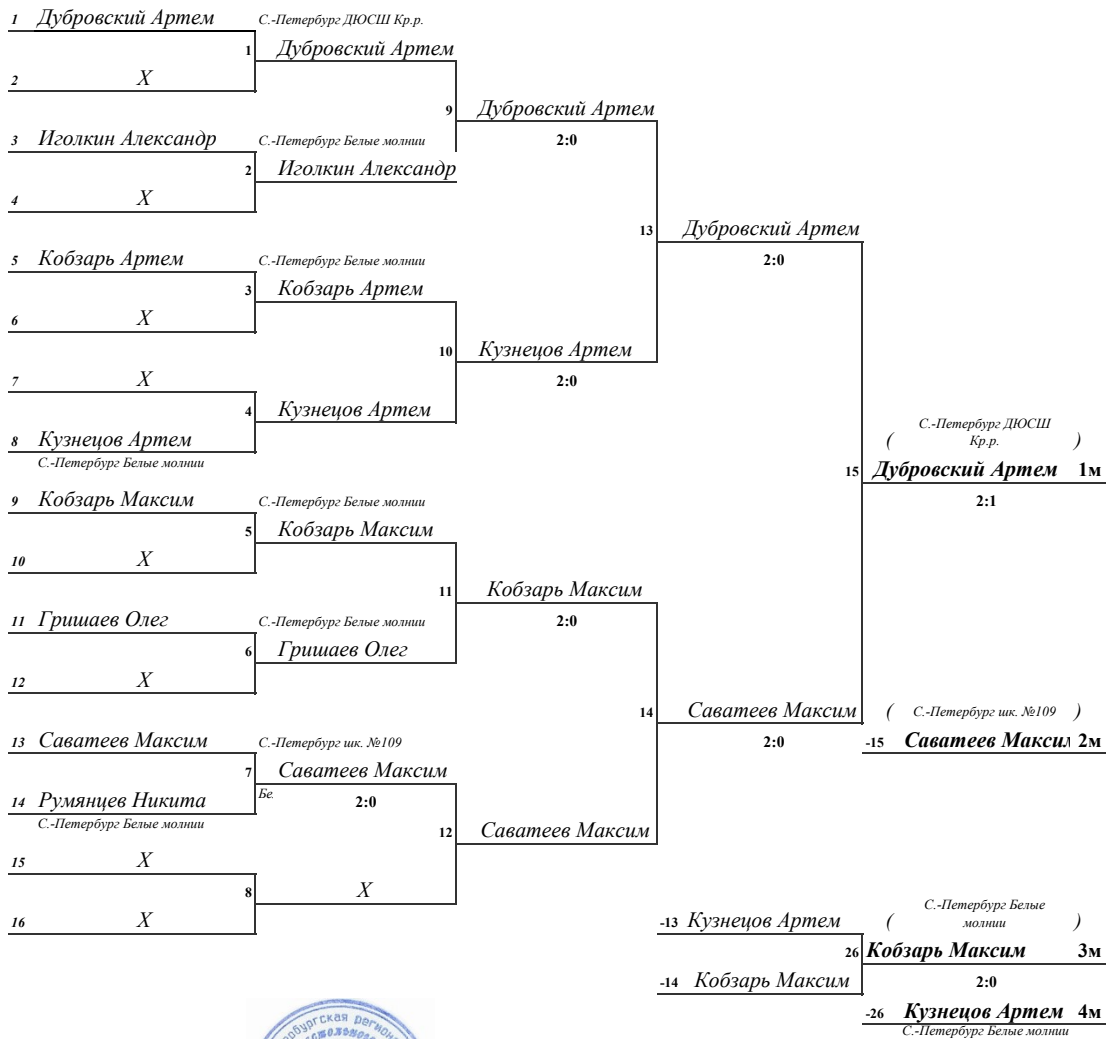 1 Дубровский Артем С.-Петербург ДЮСШ Кр.р.
1 Дубровский Артем
2 X
9 Дубровский Артем
2:0
3 Иголкин Александр С.-Петербург Белые молнии
2 Иголкин Александр
4 X
13 Дубровский Артем
2:0
5 Кобзарь Артем С.-Петербург Белые молнии
3 Кобзарь Артем
6 X
10 Кузнецов Артем
2:0
7 X
4 Кузнецов Артем
8 Кузнецов Артем
С.-Петербург Белые молнии
( С.-Петербург ДЮСШ Кр.р. )
15 Дубровский Артем 1м
2:1
9 Кобзарь Максим С.-Петербург Белые молнии
5 Кобзарь Максим
10 X
11 Кобзарь Максим
2:0
11 Гришаев Олег С.-Петербург Белые молнии
6 Гришаев Олег
12 X
14 Саватеев Максим ( С.-Петербург шк. №109 )
2:0 -15 Саватеев Максим 2м
13 Саватеев Максим С.-Петербург шк. №109
7 Саватеев Максим
14 Румянцев Никита Бе. 2:0
С.-Петербург Белые молнии
12 Саватеев Максим
15 X
8 X
16 X
-13 Кузнецов Артем ( С.-Петербург Белые молнии )
26 Кобзарь Максим 3м
-14 Кобзарь Максим 2:0
-26 Кузнецов Артем 4м
С.-Петербург Белые молнии